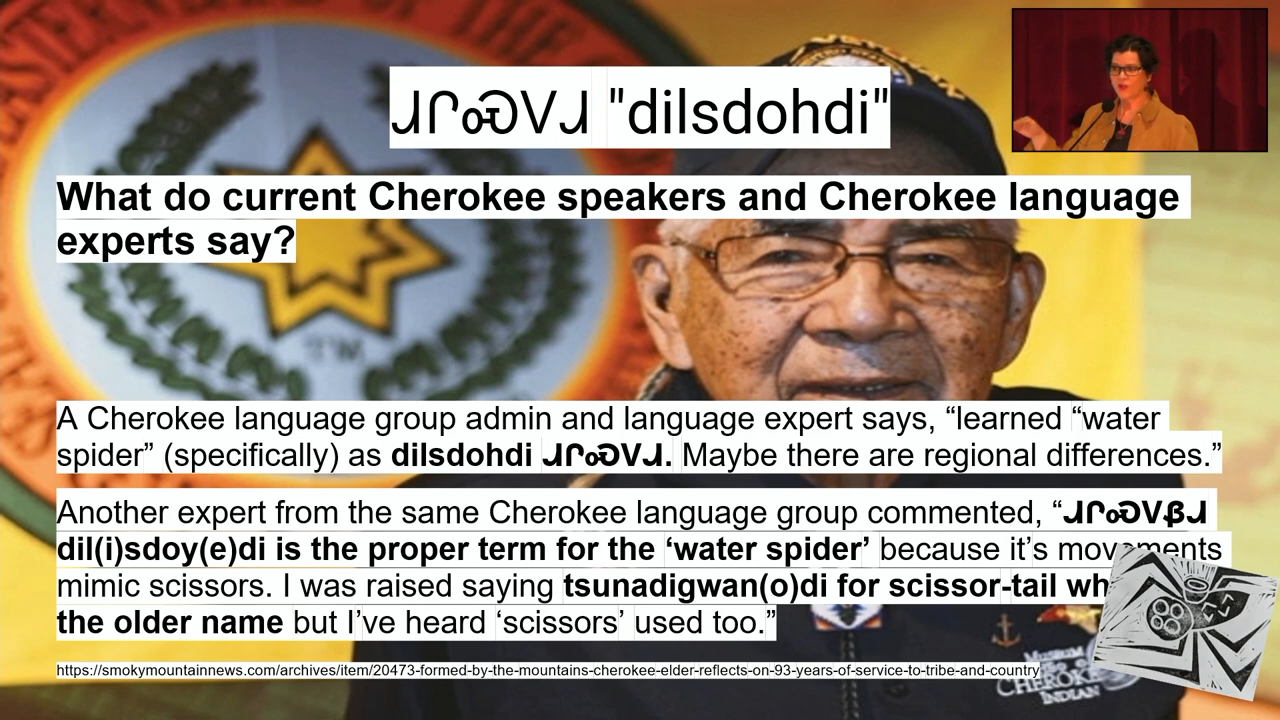 ᏗᎵᏍᏙᏗ "dilsdohdi"
What do current Cherokee speakers and Cherokee language
experts say?
A Cherokee language group admin and language expert says, “learned “water
spider” (specifically) as dilsdohdi ᏗᎵᏍᏙᏗ. Maybe there are regional differences.”
Another expert from the same Cherokee language group commented, “ᏗᎵᏍᏙᏰᏗ
dil(i)sdoy(e)di is the proper term for the ‘water spider’ because it’s movements
mimic scissors. I was raised saying tsunadigwan(o)di for scissor-tail
the older name but I’ve heard ‘scissors’ used too.”
https://smokymountainnews.com/archives/item/20473-formed-by-the-mountains-cherokee-elder-reflects-on-93-years-of-service-to-tribe-and-country
TM
MUSEUM
CHEROKEE
INDIAN